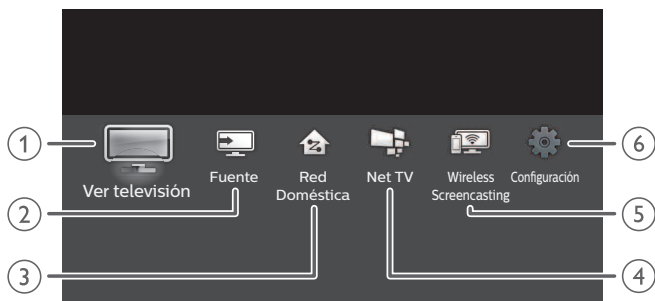 1
6
Ver televisión
Fuente
Red
Doméstica
Net TV
Wireless
Screencasting
Configuración
2
5
3
4